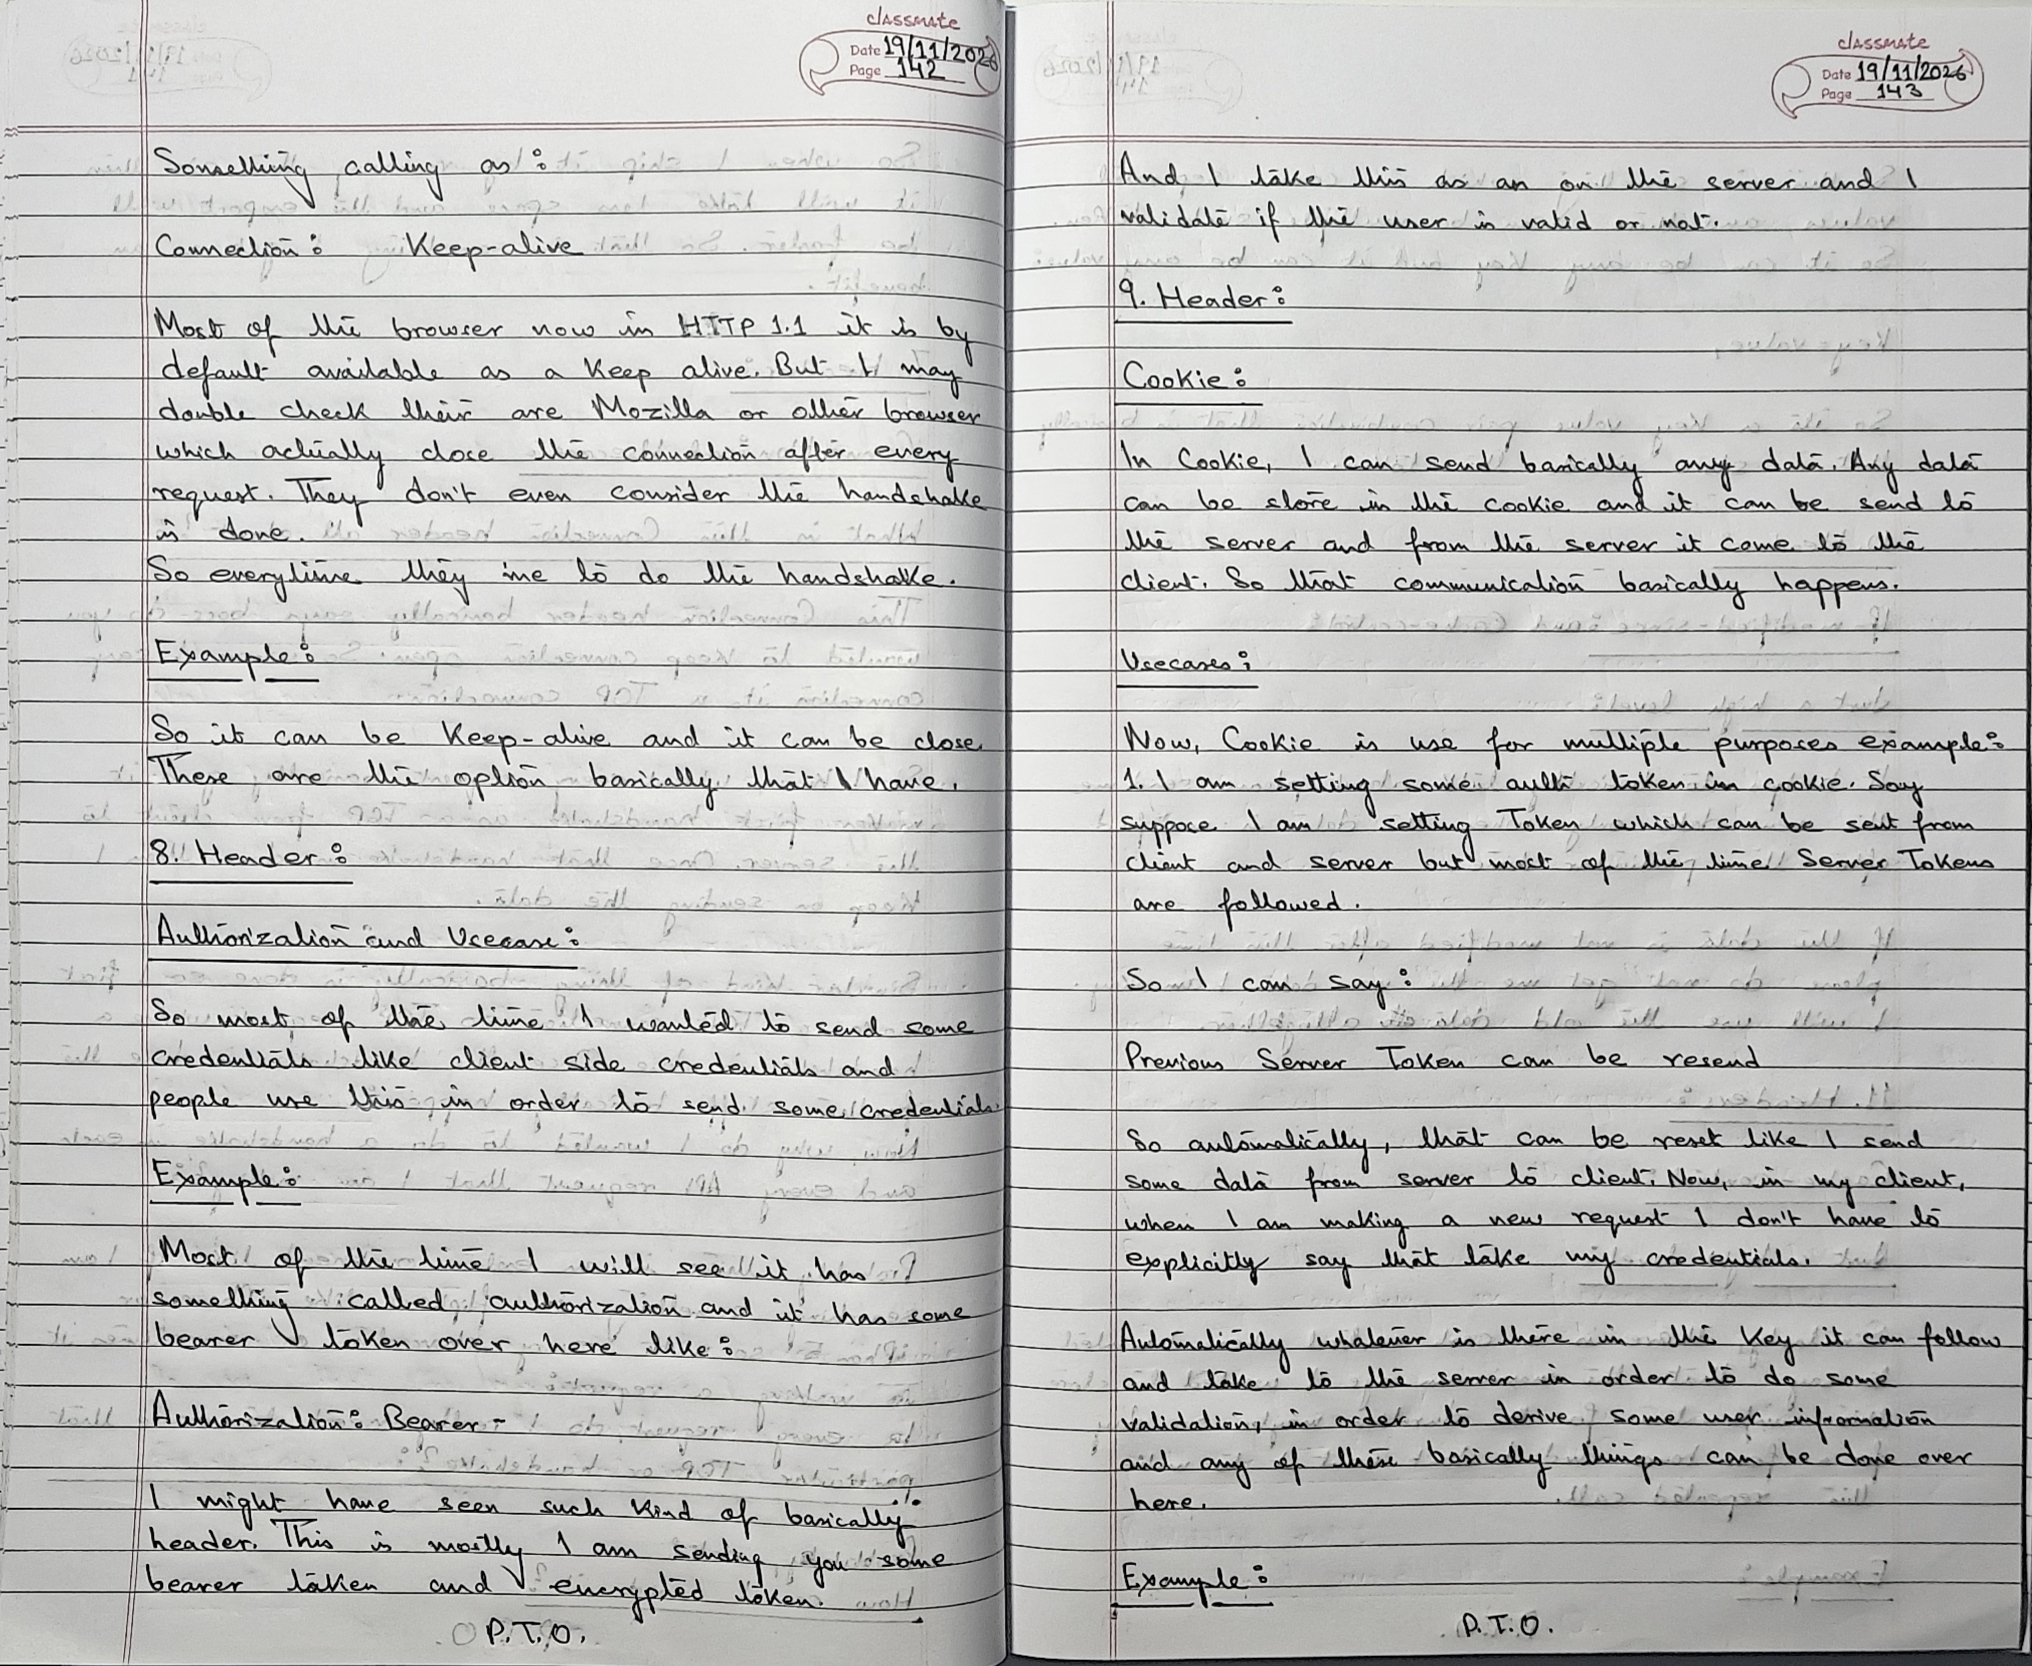 classmate
Date 19/11/2026
Page 142
Something calling as:
Connection: Keep-alive
Most of the browser now in HTTP 1.1 it is by
default available as a Keep alive. But I may
double check their are Mozilla or other browser
which actually close the connection after every
request. They don't even consider the handshake
is done.
So everytime they me to do the handshake.
Example:
So it can be Keep-alive and it can be close.
These are the option basically that I have.
8. Header:
Authorization and Usecase:
So most of the time I wanted to send some
credentials like client side credentials and
people use this in order to send some credentials.
Example:
Most of the time I will see it has
something called authorization and it has some
bearer token over here like:
Authorization: Bearer -
I might have seen such Kind of basically
header. This is mostly I am sending you some
bearer token and encrypted token.
P.T.O.
classmate
Date 19/11/2026
Page 143
And I take this as an on the server and I
validate if the user is valid or not.
9. Header:
Cookie:
In Cookie, I can send basically any data. Any data
can be store in the cookie and it can be send to
the server and from the server it come to the
client. So that communication basically happens.
Usecases:
Now, Cookie is use for multiple purposes example:
1. I am setting some auth token in cookie. Say
suppose I am setting Token which can be sent from
client and server but most of the time Server Tokens
are followed.
So I can say:
Previous Server Token can be resend
So automatically, that can be reset like I send
some data from server to client. Now, in my client,
when I am making a new request I don't have to
explicitly say that take my credentials.
Automatically whatever is there in the Key it can follow
and take to the server in order to do some
validation, in order to derive some user information
and any of these basically things can be done over
here.
Example:
P.T.O.